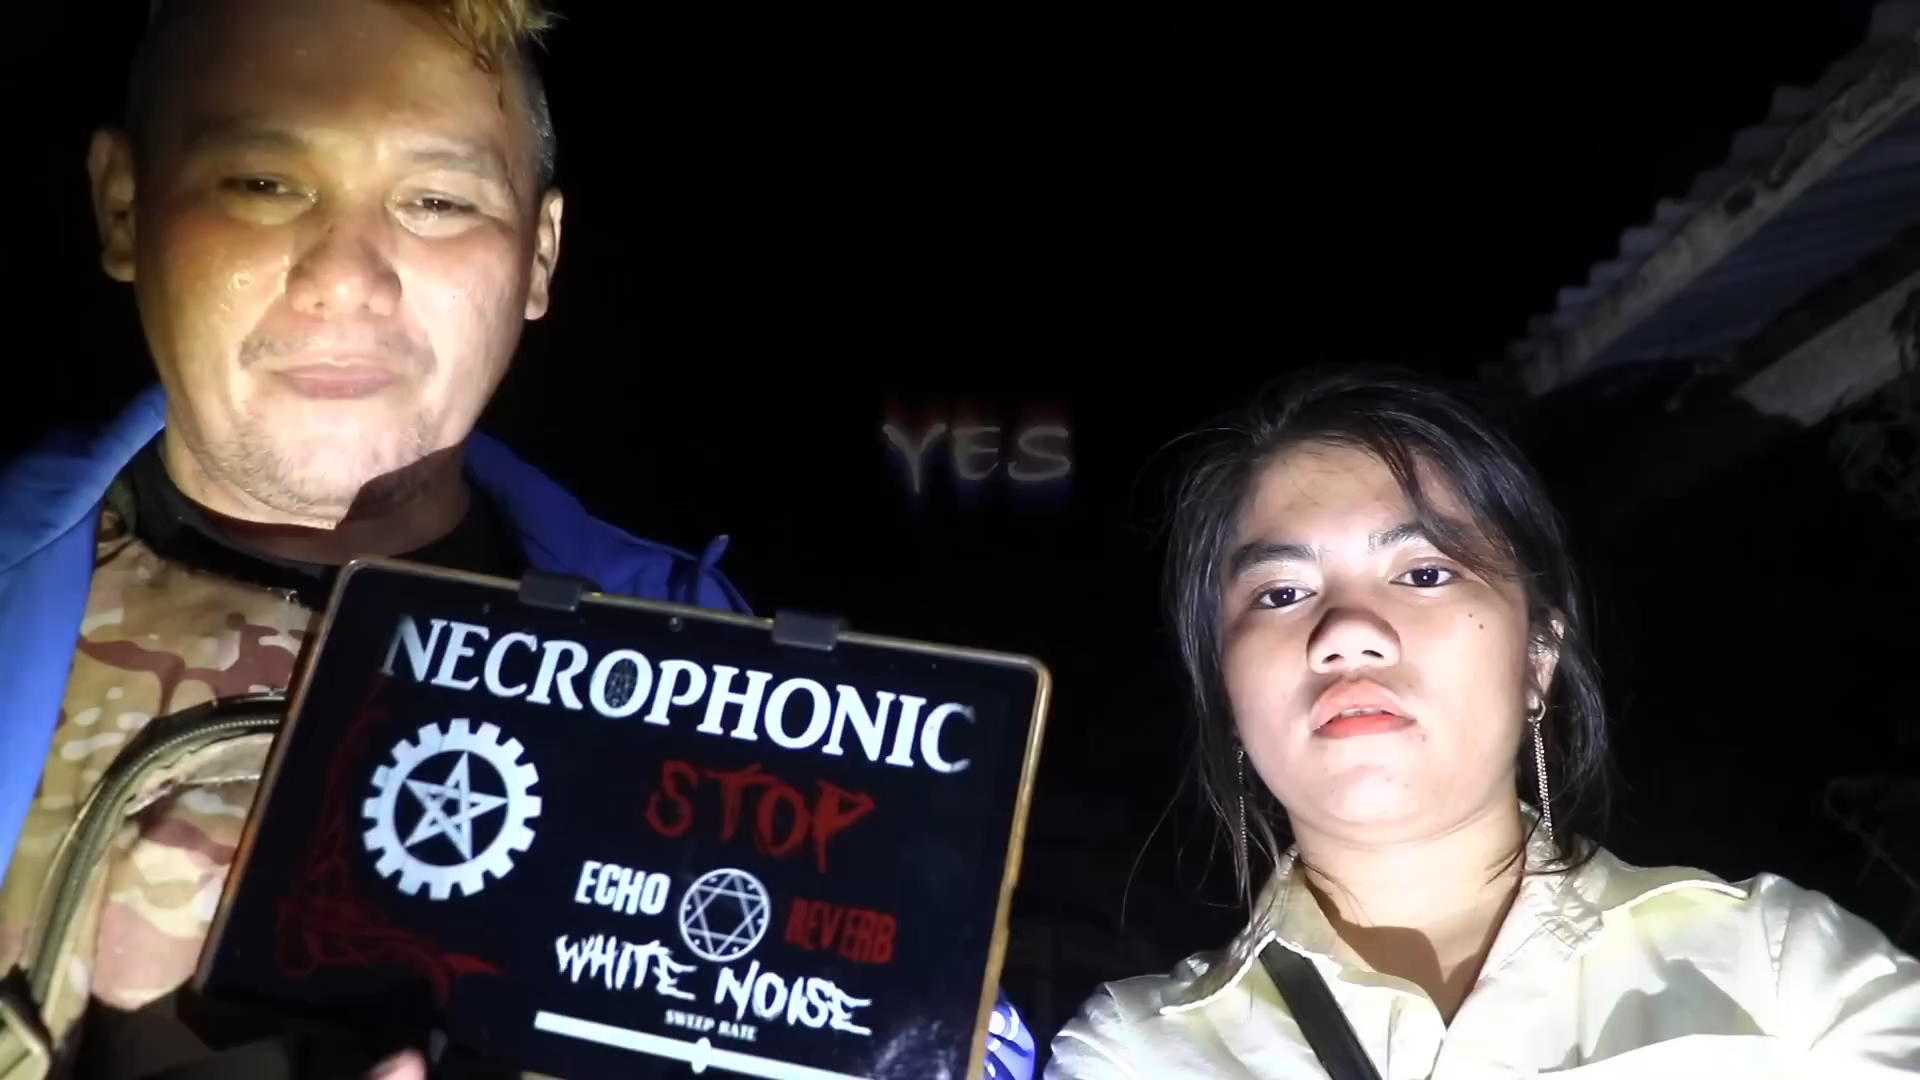 YES
NECROPHONIC
STOP
ECHO
REVERB
WHITE NOISE
SWEEP RATE